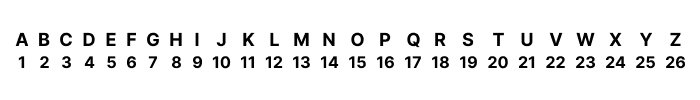 A B C D E F G H I J K L M N O P Q R S T U V W X Y Z
1 2 3 4 5 6 7 8 9 10 11 12 13 14 15 16 17 18 19 20 21 22 23 24 25 26